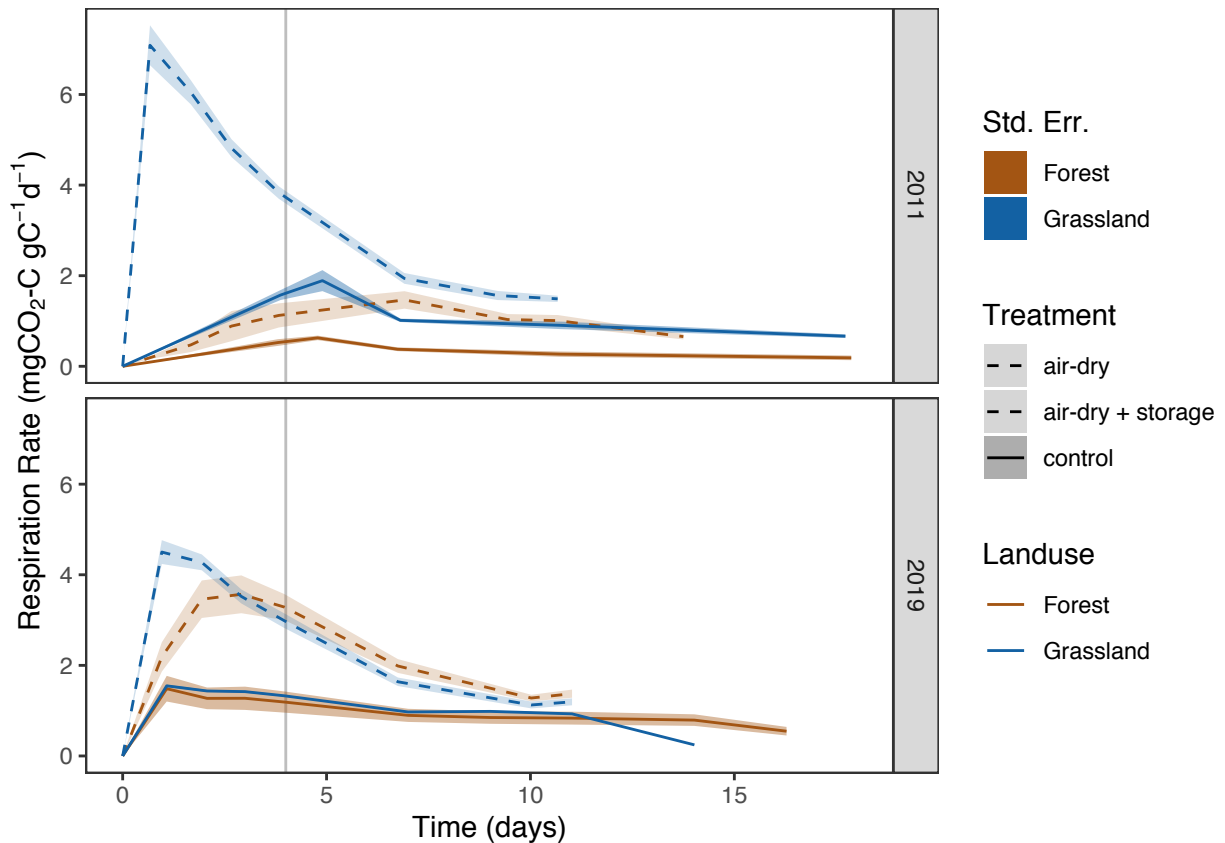 Respiration Rate (mgCO₂-C gC⁻¹d⁻¹)
6
4
2
0
2011
6
4
2
0
2019
0
5
10
15
Time (days)
Std. Err.
Forest
Grassland
Treatment
air-dry
air-dry + storage
control
Landuse
Forest
Grassland